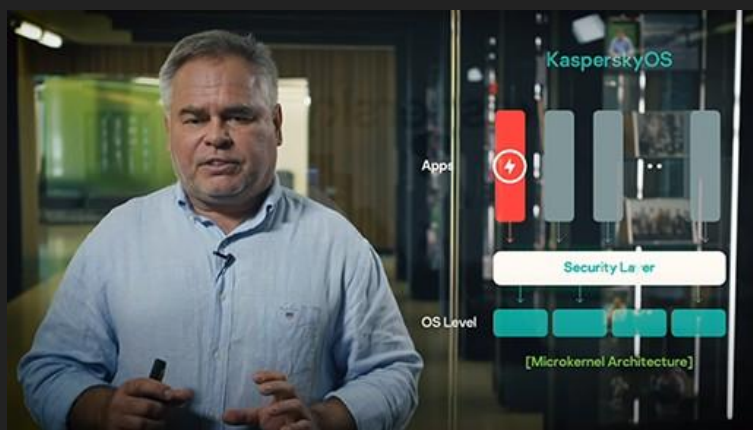 KasperskyOS
Apps
Security Layer
OS Level
[Microkernel Architecture]